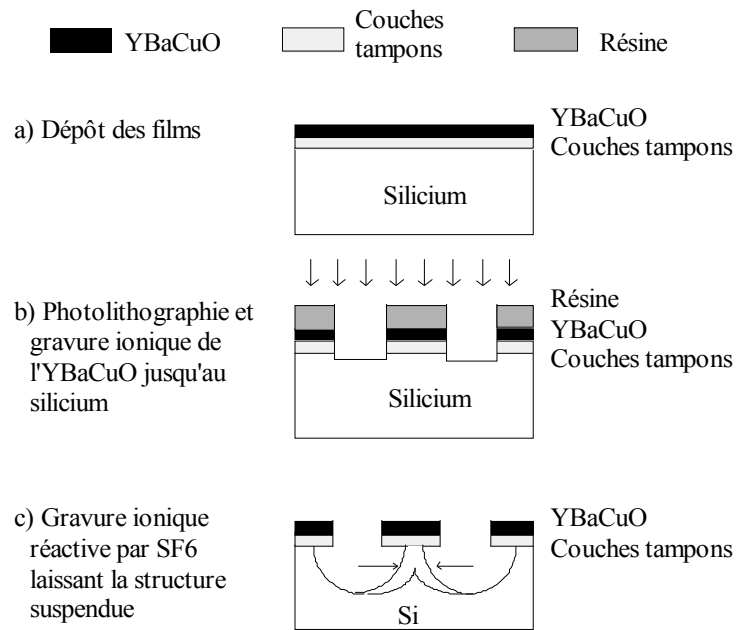 YBaCuO
Couches
tampons
Résine
a) Dépôt des films
YBaCuO
Couches tampons
Silicium
b) Photolithographie et
gravure ionique de
l'YBaCuO jusqu'au
silicium
Résine
YBaCuO
Couches tampons
Silicium
c) Gravure ionique
réactive par SF6
laissant la structure
suspendue
YBaCuO
Couches tampons
Si